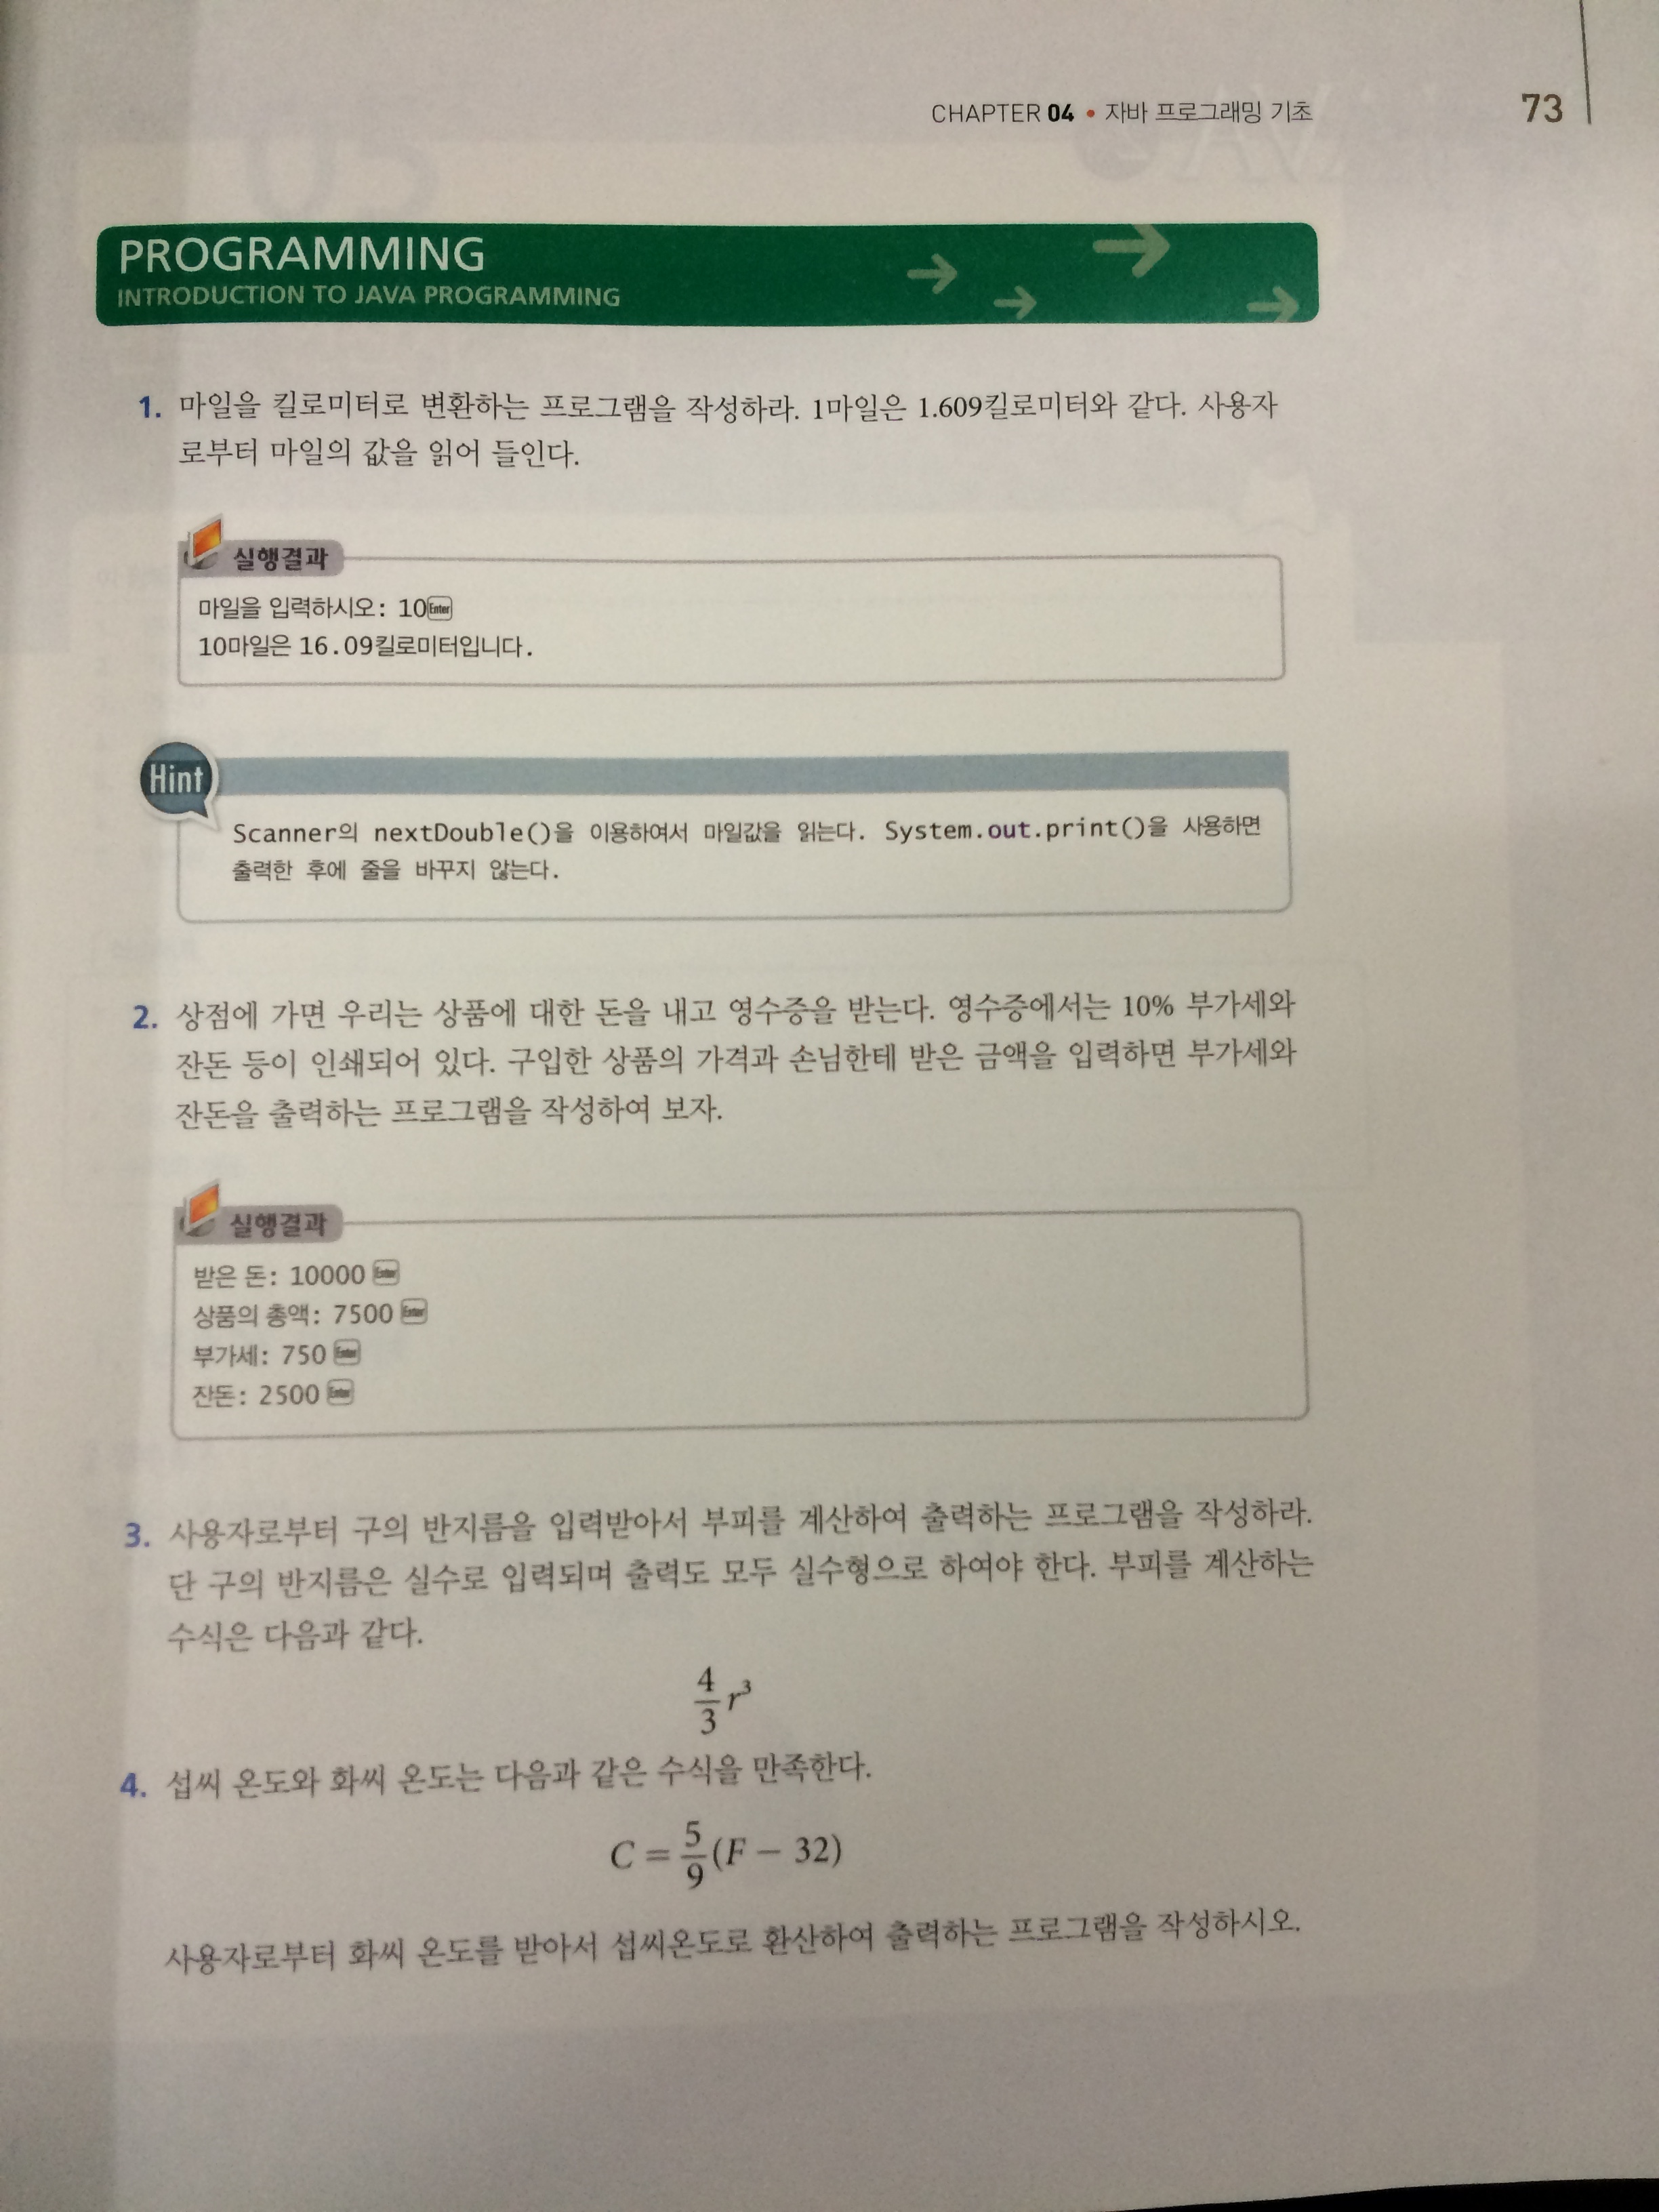 CHAPTER 04 • 자바 프로그래밍 기초 73
PROGRAMMING
INTRODUCTION TO JAVA PROGRAMMING
1. 마일을 킬로미터로 변환하는 프로그램을 작성하라. 1마일은 1.609킬로미터와 같다. 사용자
로부터 마일의 값을 읽어 들인다.
실행결과
마일을 입력하시오: 10Enter
10마일은 16.09킬로미터입니다.
Hint
Scanner의 nextDouble()을 이용하여서 마일값을 읽는다. System.out.print()을 사용하면
출력한 후에 줄을 바꾸지 않는다.
2. 상점에 가면 우리는 상품에 대한 돈을 내고 영수증을 받는다. 영수증에서는 10% 부가세와
잔돈 등이 인쇄되어 있다. 구입한 상품의 가격과 손님한테 받은 금액을 입력하면 부가세와
잔돈을 출력하는 프로그램을 작성하여 보자.
실행결과
받은 돈: 10000 Enter
상품의 총액: 7500 Enter
부가세: 750 Enter
잔돈: 2500 Enter
3. 사용자로부터 구의 반지름을 입력받아서 부피를 계산하여 출력하는 프로그램을 작성하라.
단 구의 반지름은 실수로 입력되며 출력도 모두 실수형으로 하여야 한다. 부피를 계산하는
수식은 다음과 같다.
4/3 r³
4. 섭씨 온도와 화씨 온도는 다음과 같은 수식을 만족한다.
C = 5/9 (F − 32)
사용자로부터 화씨 온도를 받아서 섭씨온도로 환산하여 출력하는 프로그램을 작성하시오.